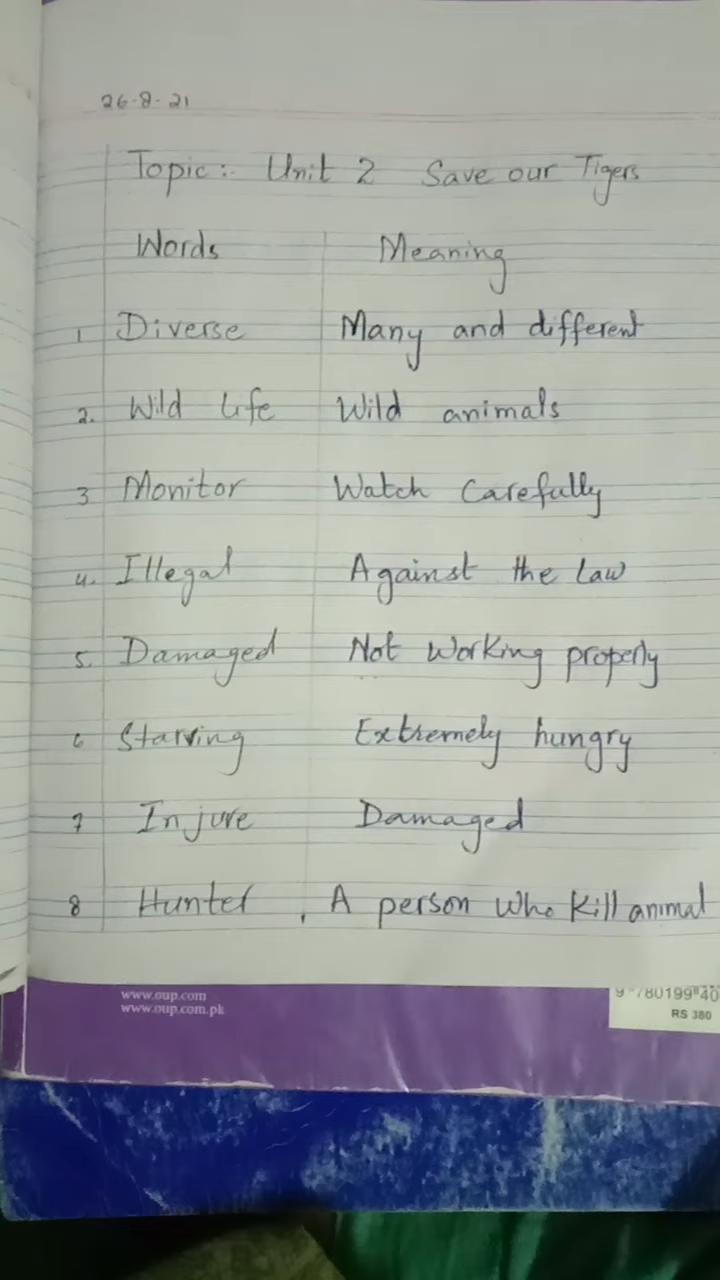 26-8-21
Topic:- Unit 2 Save our Tigers
Words Meaning
1 Diverse Many and different
2. Wild life Wild animals
3 Monitor Watch Carefully
4. Illegal Against the Law
5. Damaged Not Working properly
6 Starving Extremely hungry
7 Injure Damaged
8 Hunter, A person Who Kill animal
www.oup.com
www.oup.com.pk
RS 380